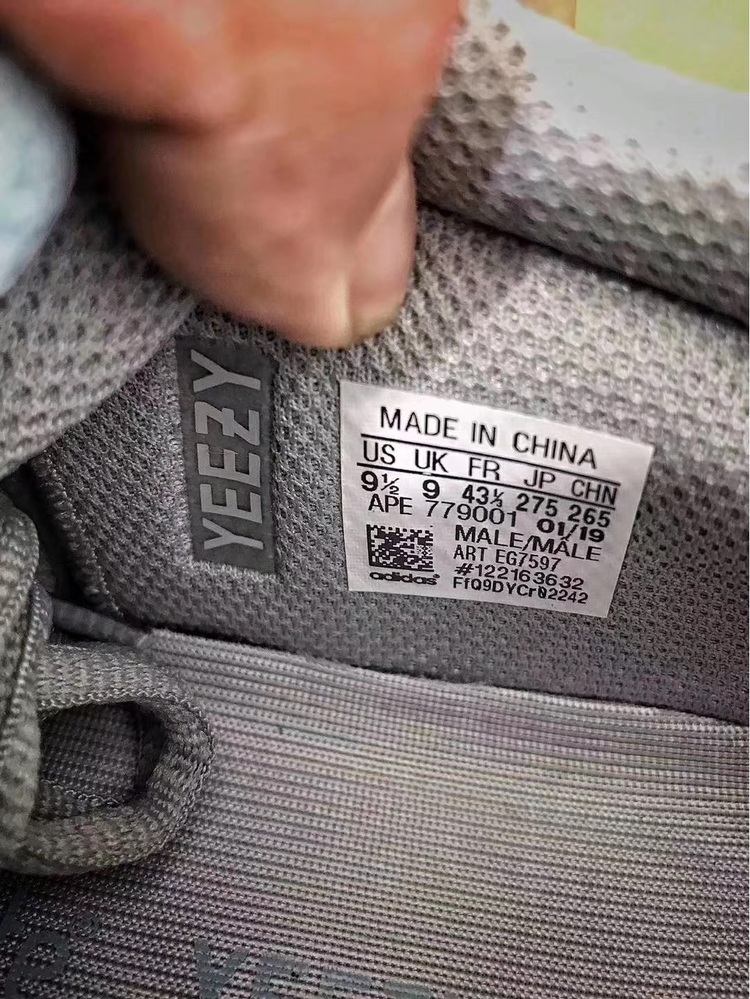 YEEZY
MADE IN CHINA
US UK FR JP CHN
9½ 9 43⅓ 275 265
APE 779001 01/19
MALE/MÂLE
ART EG7597
#122163632
FfQ9DYCr02242
adidas